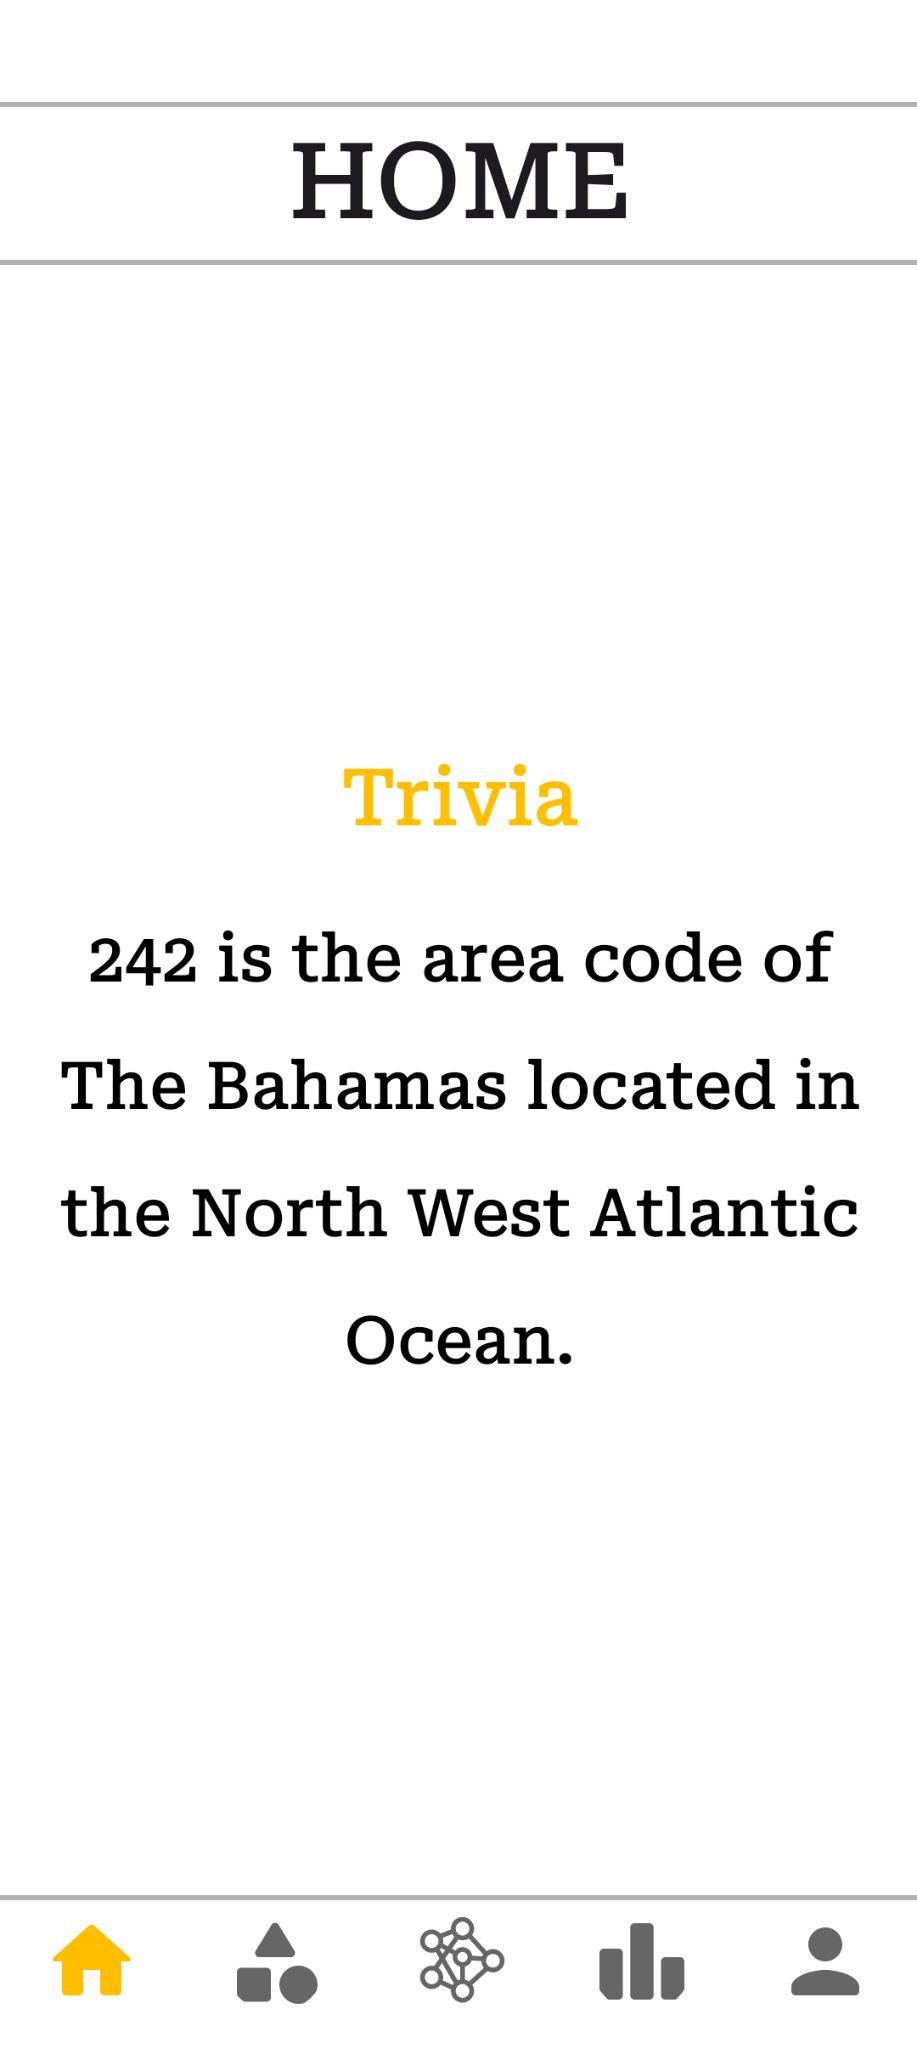 HOME
Trivia
242 is the area code of
The Bahamas located in
the North West Atlantic
Ocean.